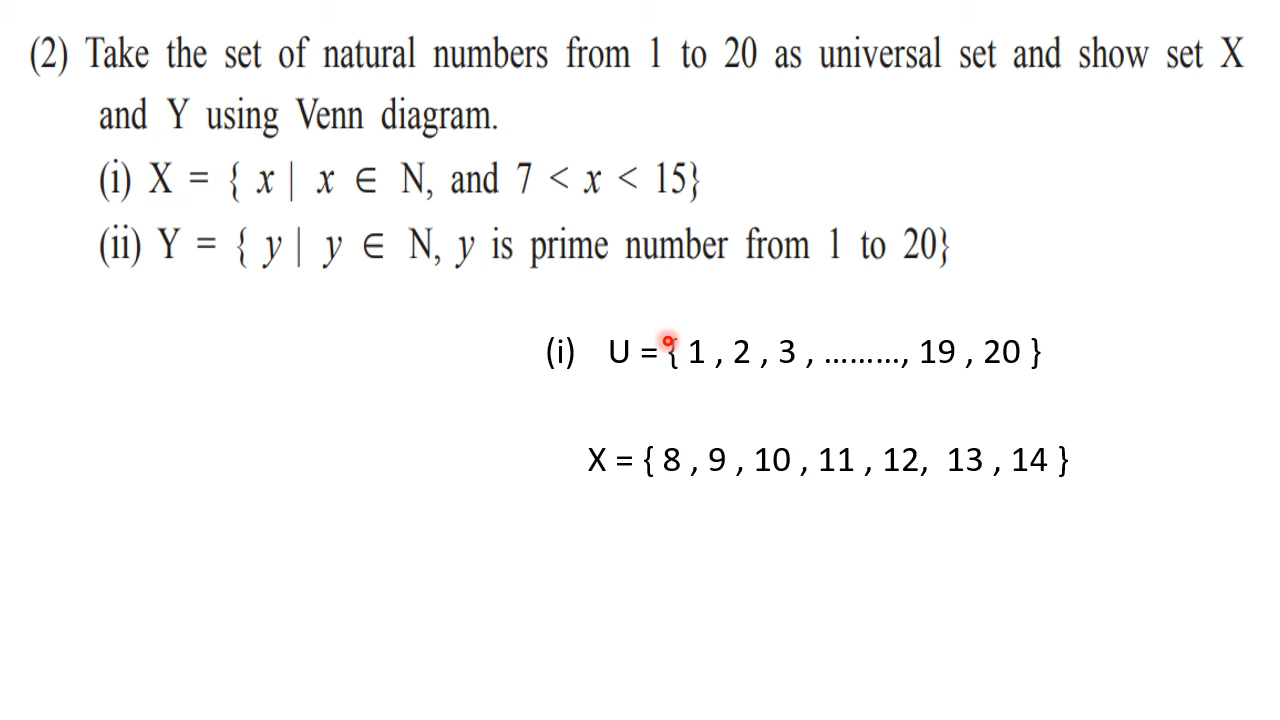 (2) Take the set of natural numbers from 1 to 20 as universal set and show set X
and Y using Venn diagram.
(i) X = { x | x ∈ N, and 7 < x < 15}
(ii) Y = { y | y ∈ N, y is prime number from 1 to 20}
(i) U = { 1 , 2 , 3 , ........., 19 , 20 }
X = { 8 , 9 , 10 , 11 , 12, 13 , 14 }